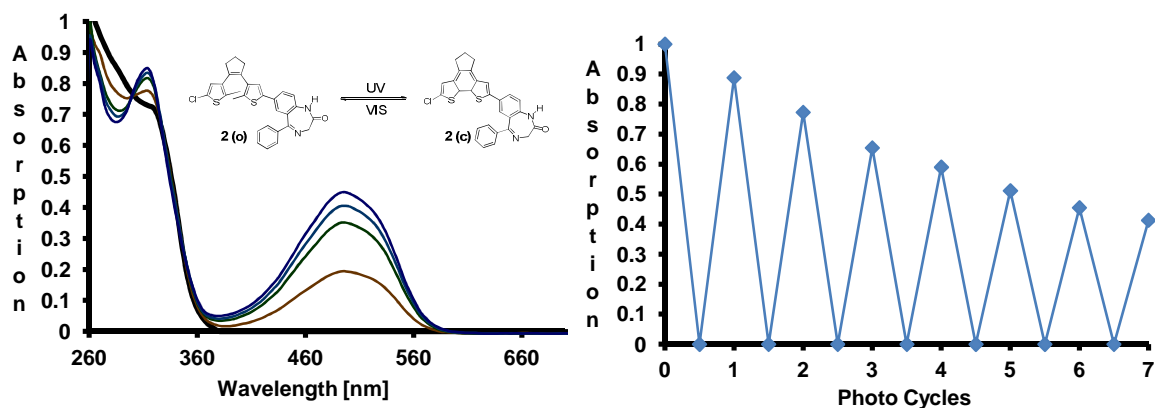 Absorption
1
0.9
0.8
0.7
0.6
0.5
0.4
0.3
0.2
0.1
0
260 360 460 560 660
Wavelength [nm]
Cl S S H N O N
2 (o)
UV
VIS
Cl S S H N O N
2 (c)
Absorption
1
0.9
0.8
0.7
0.6
0.5
0.4
0.3
0.2
0.1
0
0 1 2 3 4 5 6 7
Photo Cycles